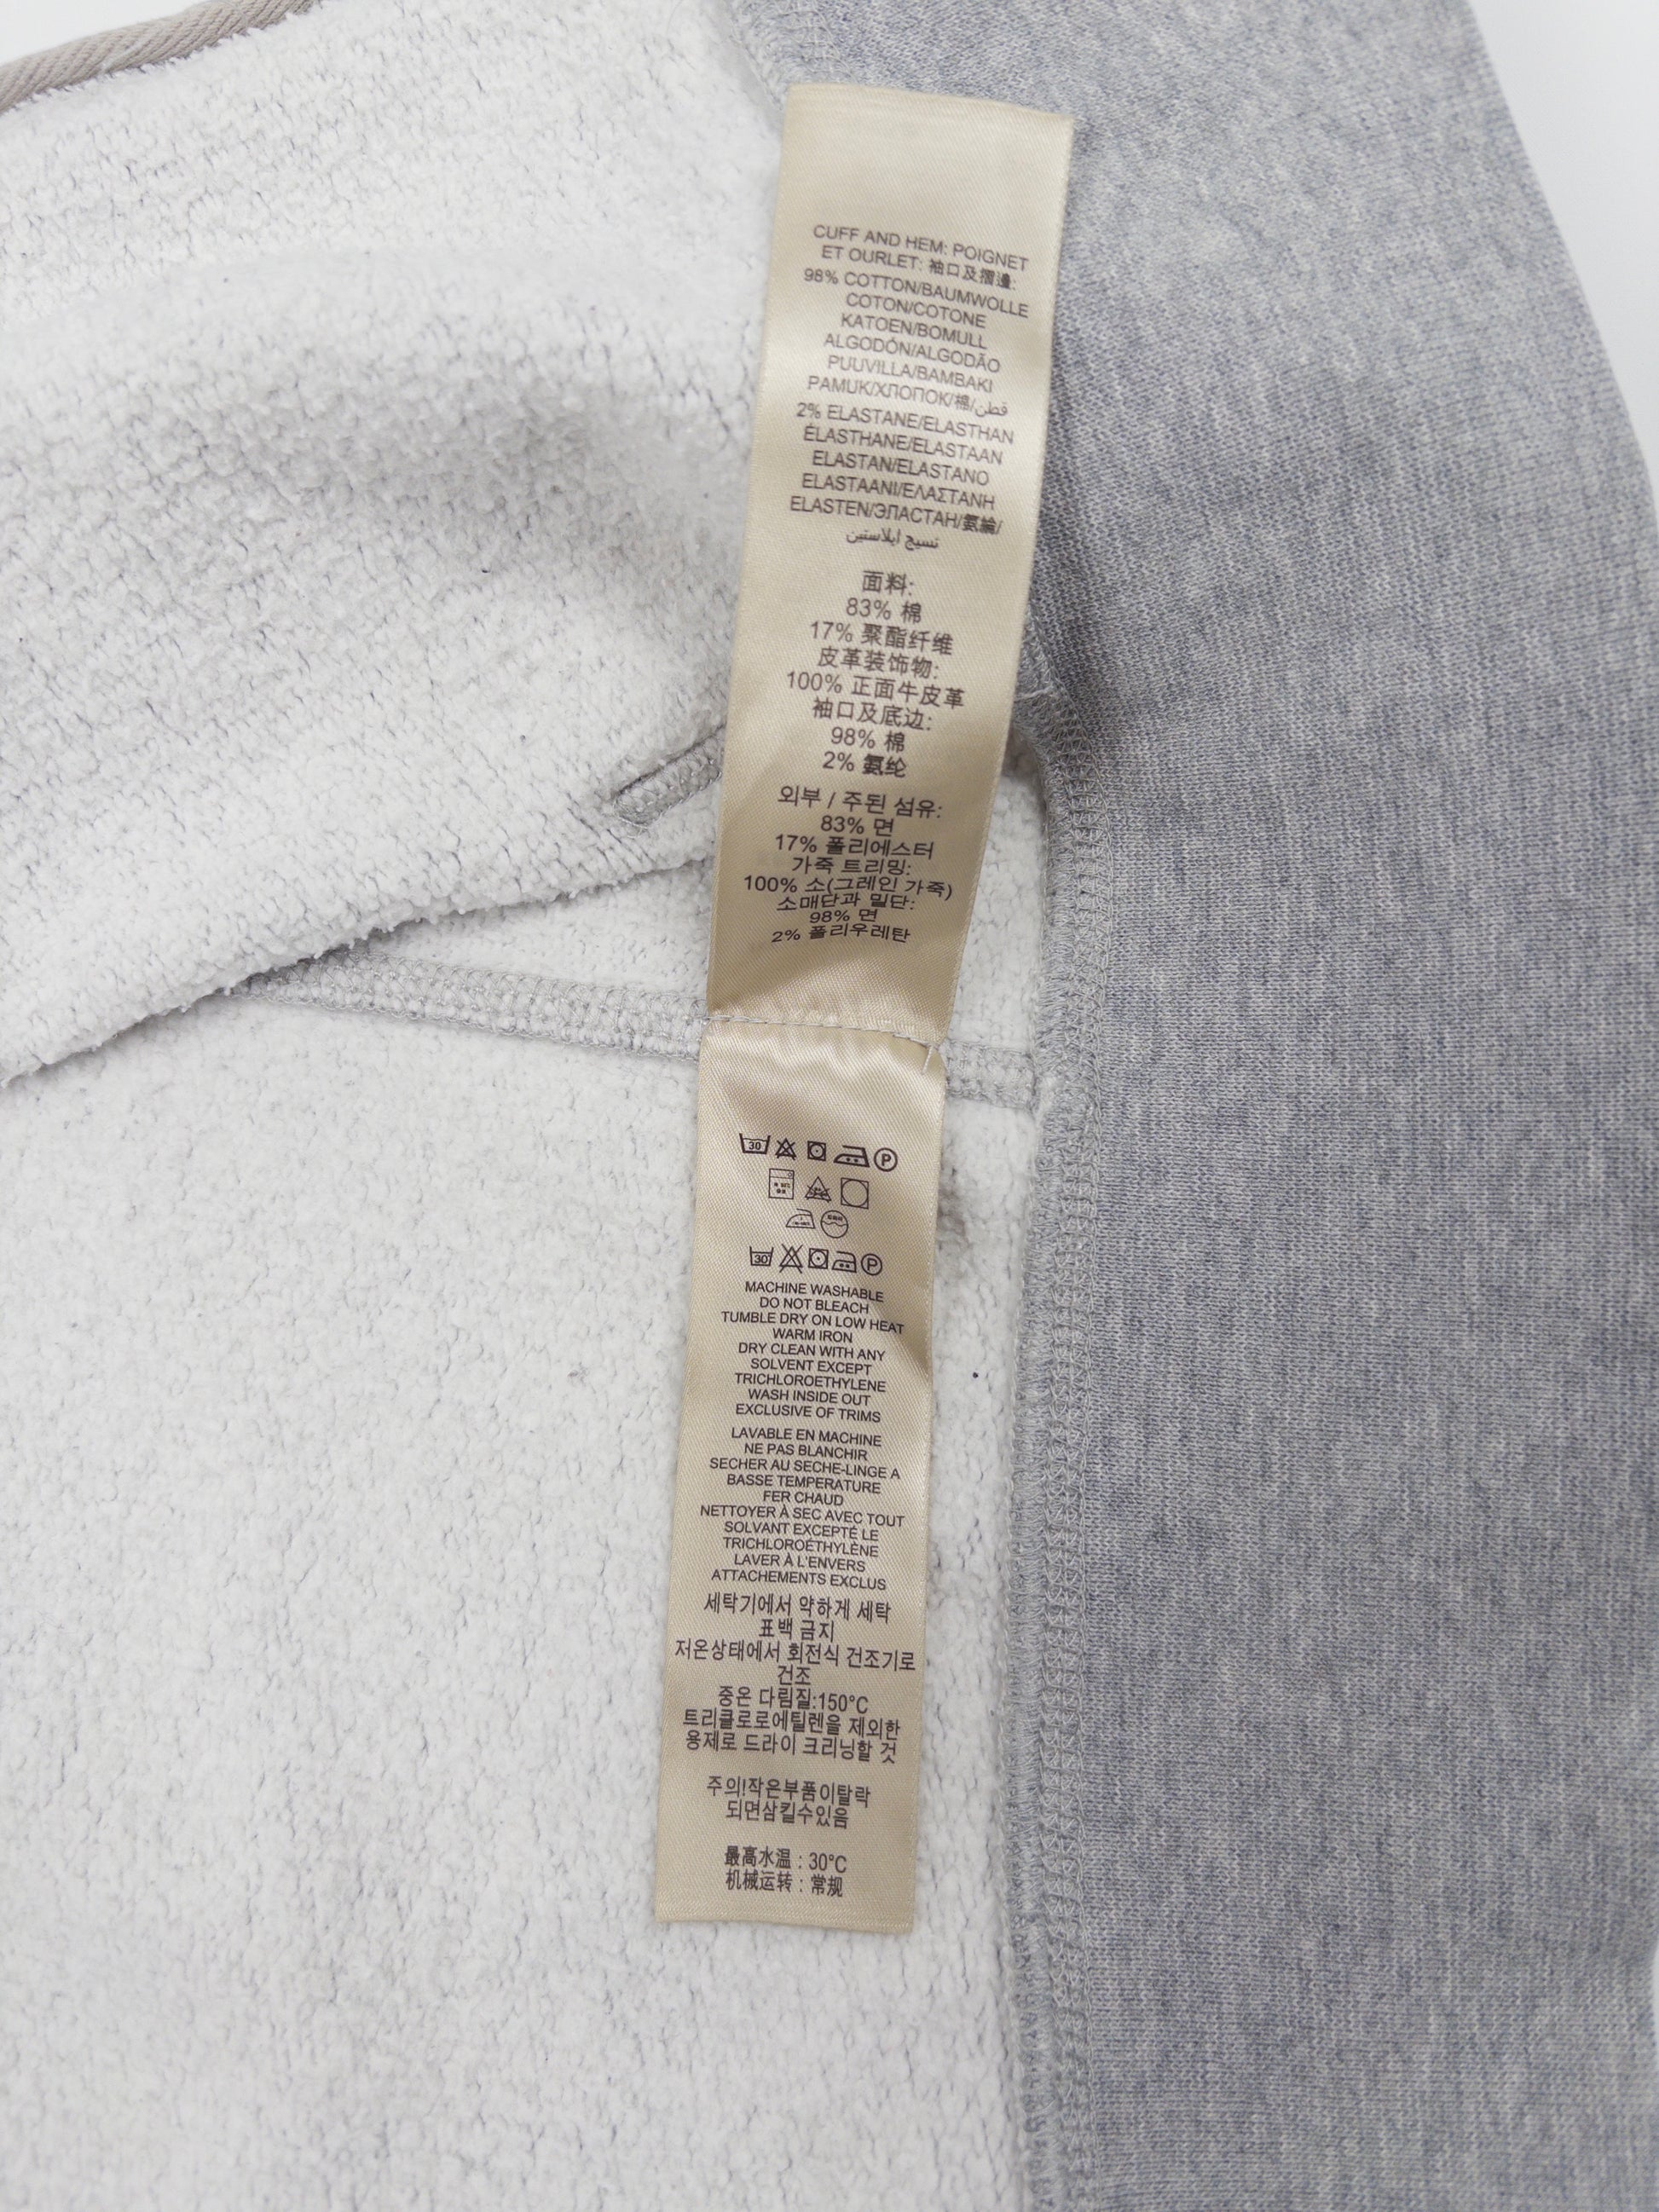 CUFF AND HEM: POIGNET
ET OURLET: 袖口及摺邊:
98% COTTON/BAUMWOLLE
COTON/COTONE
KATOEN/BOMULL
ALGODÓN/ALGODÃO
PUUVILLA/BAMBAKI
PAMUK/ХЛОПОК/棉/قطن
2% ELASTANE/ELASTHAN
ÉLASTHANE/ELASTAAN
ELASTAN/ELASTANO
ELASTAANI/ΕΛΑΣΤΑΝΗ
ELASTEN/ЭЛАСТАН/氨綸/
نسيج ايلاستين
面料:
83% 棉
17% 聚酯纤维
皮革装饰物:
100% 正面牛皮革
袖口及底边:
98% 棉
2% 氨纶
외부 / 주된 섬유:
83% 면
17% 폴리에스터
가죽 트리밍:
100% 소(그레인 가죽)
소매단과 밑단:
98% 면
2% 폴리우레탄
30 P
30 P
MACHINE WASHABLE
DO NOT BLEACH
TUMBLE DRY ON LOW HEAT
WARM IRON
DRY CLEAN WITH ANY
SOLVENT EXCEPT
TRICHLOROETHYLENE
WASH INSIDE OUT
EXCLUSIVE OF TRIMS
LAVABLE EN MACHINE
NE PAS BLANCHIR
SECHER AU SECHE-LINGE A
BASSE TEMPERATURE
FER CHAUD
NETTOYER À SEC AVEC TOUT
SOLVANT EXCEPTÉ LE
TRICHLOROÉTHYLÈNE
LAVER À L'ENVERS
ATTACHEMENTS EXCLUS
세탁기에서 약하게 세탁
표백 금지
저온상태에서 회전식 건조기로
건조
중온 다림질:150°C
트리클로로에틸렌을 제외한
용제로 드라이 크리닝할 것
주의!작은부품이탈락
되면삼킬수있음
最高水温：30°C
机械运转：常规